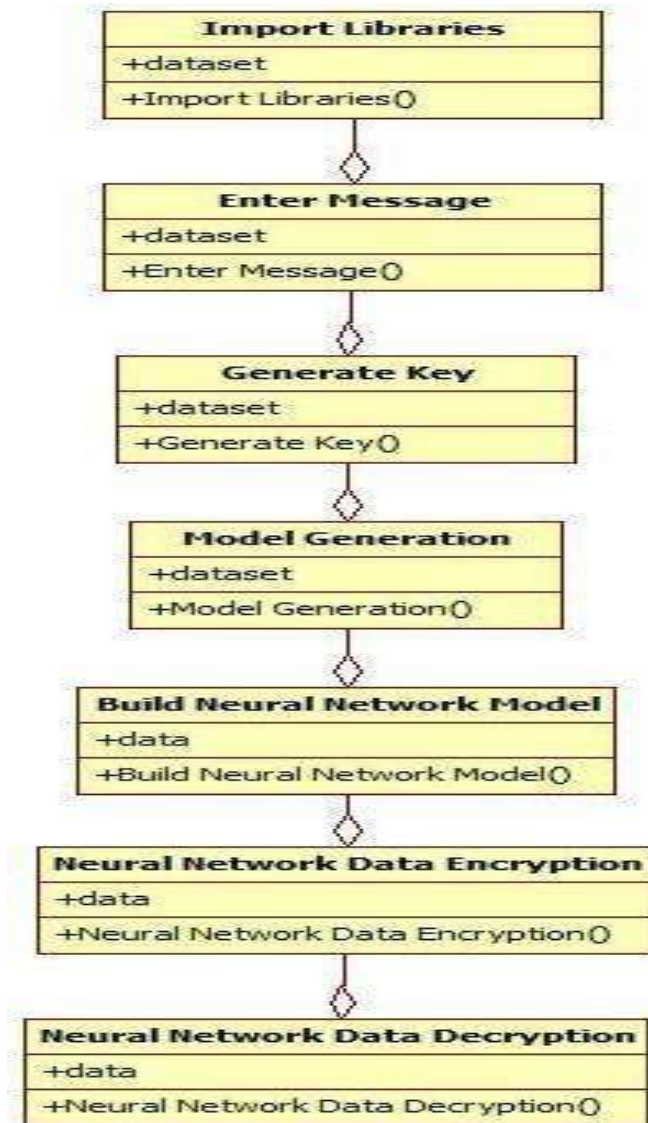 Import Libraries
+dataset
+Import Libraries()
Enter Message
+dataset
+Enter Message()
Generate Key
+dataset
+Generate Key()
Model Generation
+dataset
+Model Generation()
Build Neural Network Model
+data
+Build Neural Network Model()
Neural Network Data Encryption
+data
+Neural Network Data Encryption()
Neural Network Data Decryption
+data
+Neural Network Data Decryption()